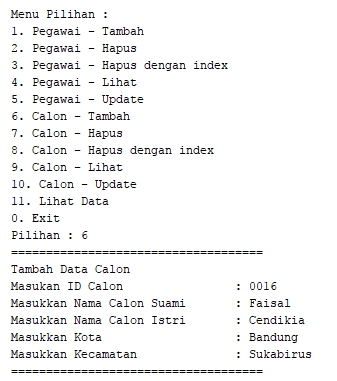 Menu Pilihan :
1. Pegawai - Tambah
2. Pegawai - Hapus
3. Pegawai - Hapus dengan index
4. Pegawai - Lihat
5. Pegawai - Update
6. Calon - Tambah
7. Calon - Hapus
8. Calon - Hapus dengan index
9. Calon - Lihat
10. Calon - Update
11. Lihat Data
0. Exit
Pilihan : 6
====================================
Tambah Data Calon
Masukan ID Calon : 0016
Masukkan Nama Calon Suami : Faisal
Masukkan Nama Calon Istri : Cendikia
Masukkan Kota : Bandung
Masukkan Kecamatan : Sukabirus
====================================